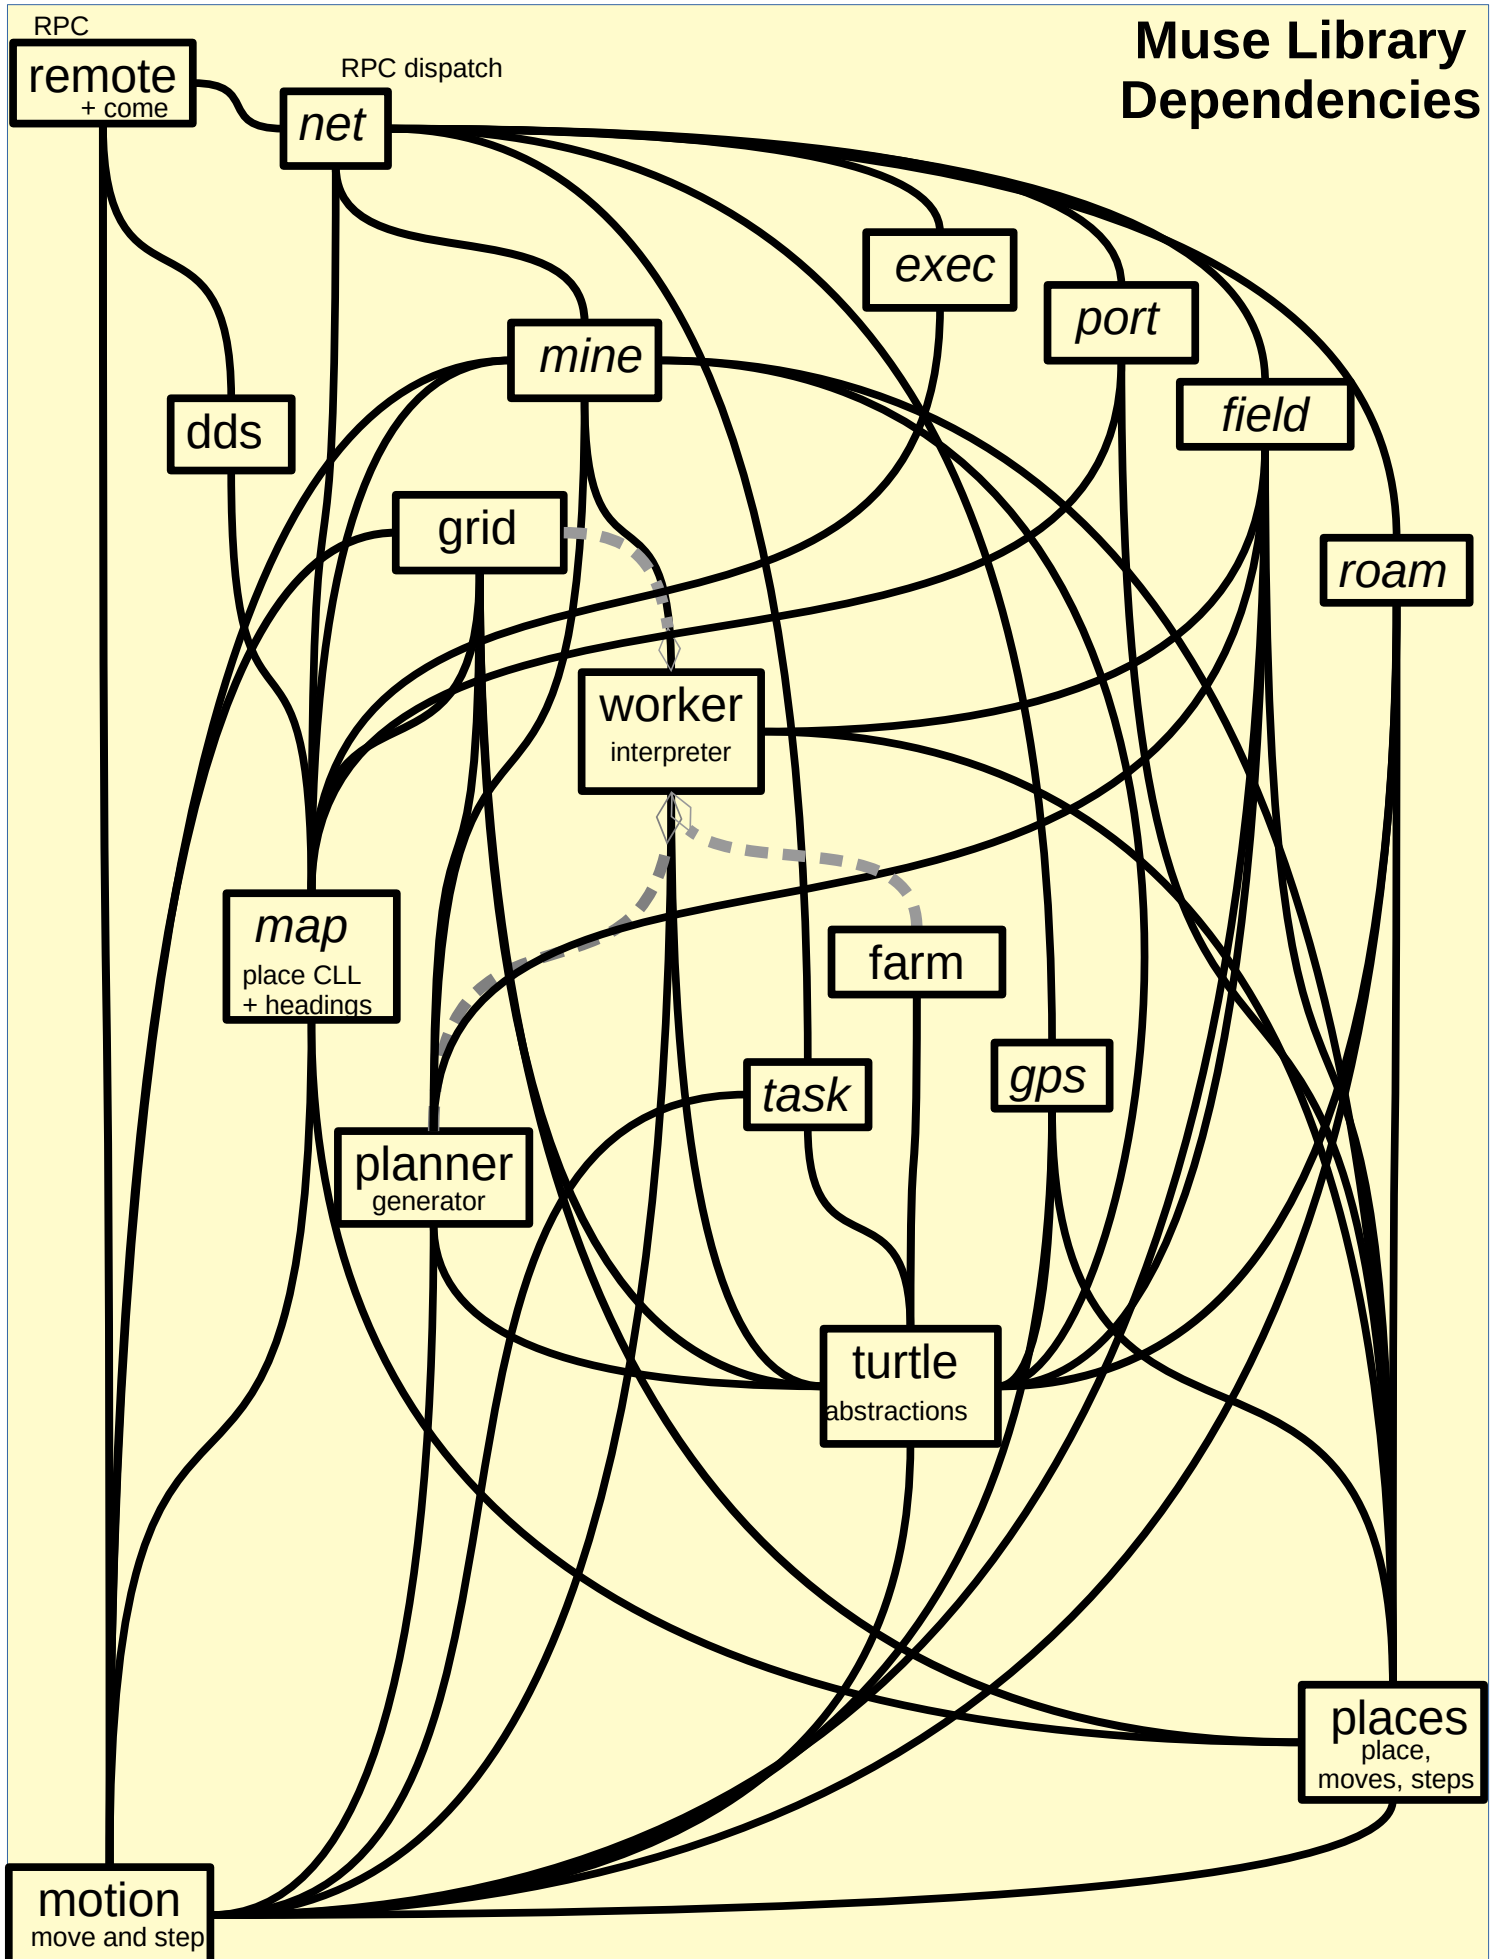 RPC
Muse Library
Dependencies
RPC dispatch
remote
+ come
net
exec
port
mine
field
dds
grid
roam
worker
interpreter
map
place CLL
+ headings
farm
task
gps
planner
generator
turtle
abstractions
places
place,
moves, steps
motion
move and step